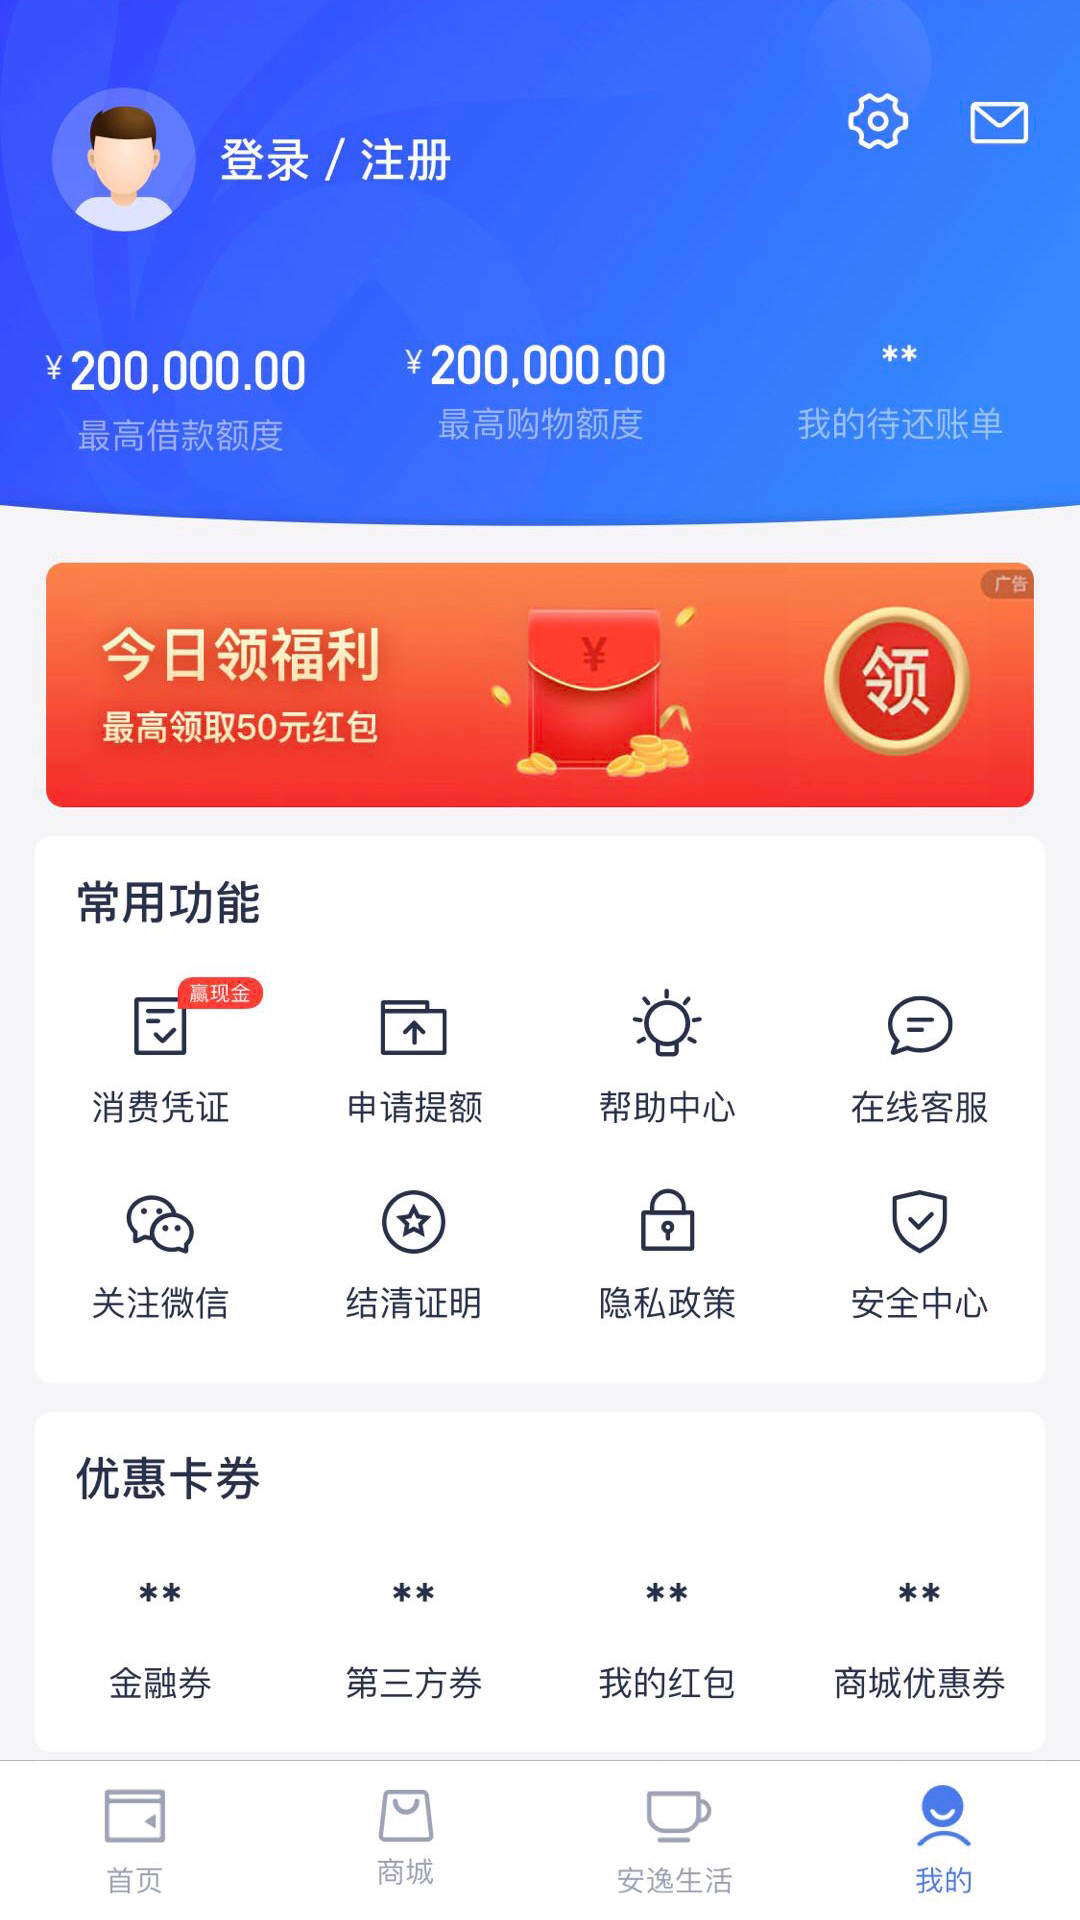 登录 / 注册
¥200,000.00
最高借款额度
¥200,000.00
最高购物额度
**
我的待还账单
广告
今日领福利
最高领取50元红包
¥
领
常用功能
赢现金
消费凭证
申请提额
帮助中心
在线客服
关注微信
结清证明
隐私政策
安全中心
优惠卡券
**
**
**
**
金融券
第三方券
我的红包
商城优惠券
首页
商城
安逸生活
我的